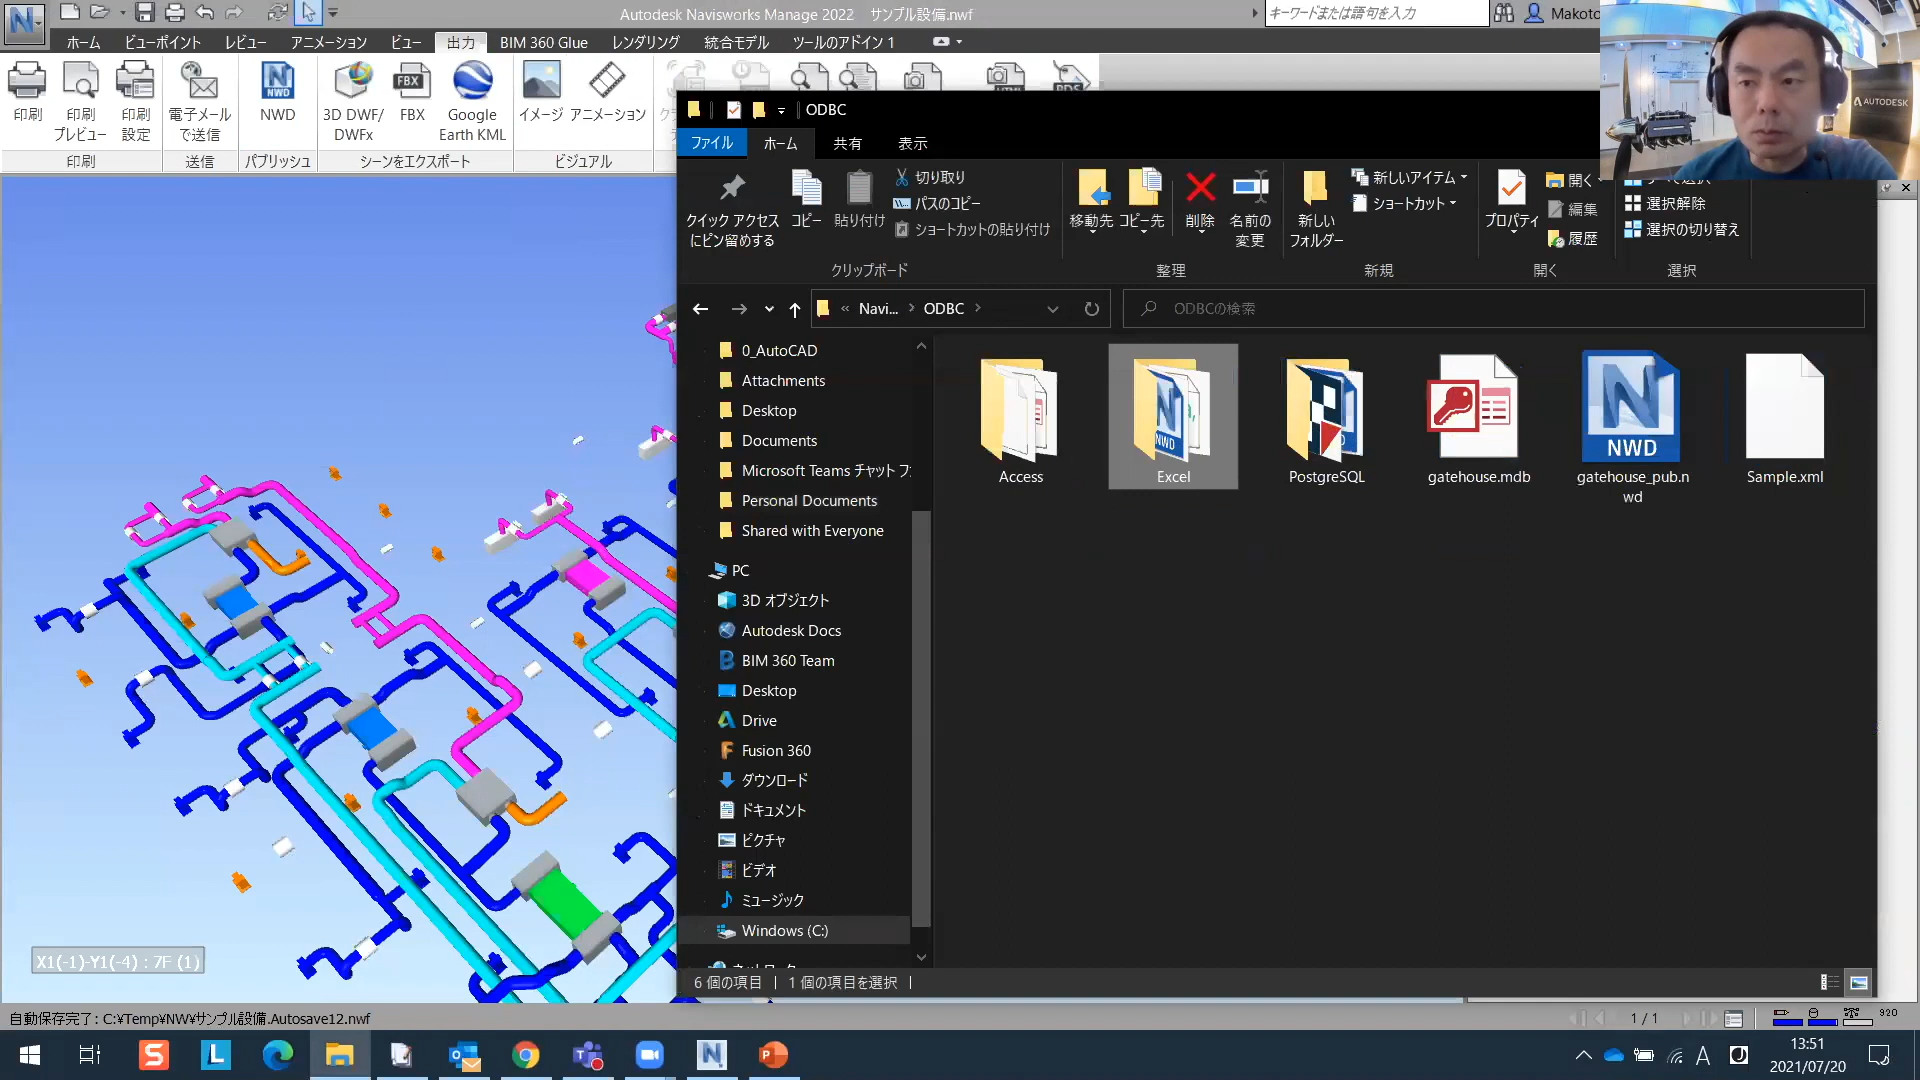 Autodesk Navisworks Manage 2022 サンプル設備.nwf
キーワードまたは語句を入力
Makoto
ホーム ビューポイント レビュー アニメーション ビュー 出力 BIM 360 Glue レンダリング 統合モデル ツールのアドイン 1
印刷
印刷 プレビュー
印刷 設定
電子メール で送信
NWD
3D DWF/ DWFx
FBX
Google Earth KML
イメージ
アニメーション
印刷 送信 パブリッシュ シーンをエクスポート ビジュアル
AUTODESK
ODBC
ファイル ホーム 共有 表示
クイック アクセス にピン留めする
コピー
貼り付け
切り取り
パスのコピー
ショートカットの貼り付け
移動先
コピー先
削除
名前の 変更
新しい フォルダー
新しいアイテム
ショートカット
プロパティ
開く
編集
履歴
選択解除
選択の切り替え
クリップボード 整理 新規 開く 選択
« Navi... › ODBC ›
ODBCの検索
0_AutoCAD
Attachments
Desktop
Documents
Microsoft Teams チャット フ
Personal Documents
Shared with Everyone
PC
3D オブジェクト
Autodesk Docs
BIM 360 Team
Desktop
Drive
Fusion 360
ダウンロード
ドキュメント
ピクチャ
ビデオ
ミュージック
Windows (C:)
Access
Excel
PostgreSQL
gatehouse.mdb
NWD
gatehouse_pub.n
wd
Sample.xml
6 個の項目 | 1 個の項目を選択 |
X1(-1)-Y1(-4) : 7F (1)
自動保存完了 : C:¥Temp¥NW¥サンプル設備.Autosave12.nwf
1 / 1
920
13:51
2021/07/20